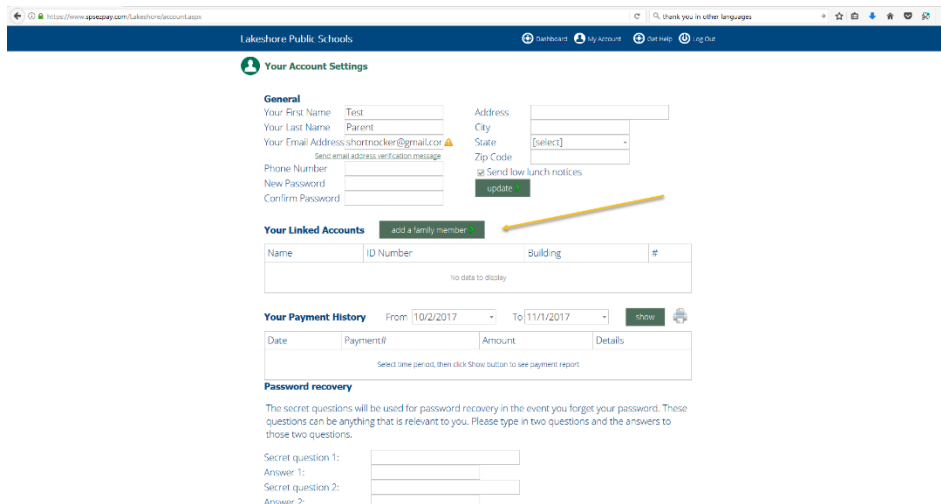 https://www.spsezpay.com/Lakeshore/account.aspx
thank you in other languages
Lakeshore Public Schools
Dashboard My Account Get Help Log Out
Your Account Settings
General
Your First Name Test Address
Your Last Name Parent City
Your Email Address shortnocker@gmail.cor State [select]
Send email address verification message
Zip Code
Phone Number
Send low lunch notices
New Password update
Confirm Password
Your Linked Accounts add a family member
Name ID Number Building #
No data to display
Your Payment History From 10/2/2017 To 11/1/2017 show
Date Payment# Amount Details
Select time period, then click Show button to see payment report
Password recovery
The secret questions will be used for password recovery in the event you forget your password. These
questions can be anything that is relevant to you. Please type in two questions and the answers to
those two questions.
Secret question 1:
Answer 1:
Secret question 2:
Answer 2: